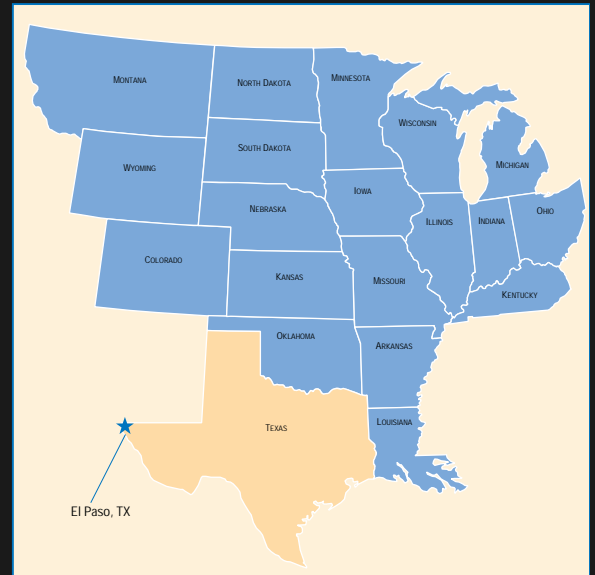 MONTANA
NORTH DAKOTA
MINNESOTA
WISCONSIN
SOUTH DAKOTA
MICHIGAN
WYOMING
IOWA
NEBRASKA
ILLINOIS
INDIANA
OHIO
COLORADO
KANSAS
MISSOURI
KENTUCKY
OKLAHOMA
ARKANSAS
TEXAS
LOUISIANA
El Paso, TX